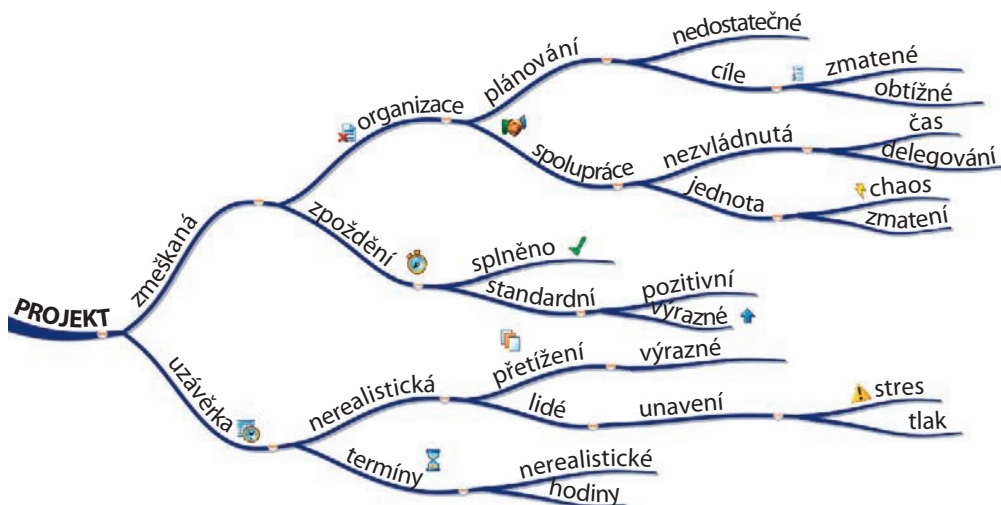 PROJEKT
zmeškaná
organizace
plánování
nedostatečné
cíle
zmatené
obtížné
spolupráce
nezvládnutá
čas
delegování
jednota
chaos
zmatení
zpoždění
splněno
standardní
pozitivní
výrazné
uzávěrka
nerealistická
přetížení
výrazné
lidé
unavení
stres
tlak
termíny
nerealistické
hodiny